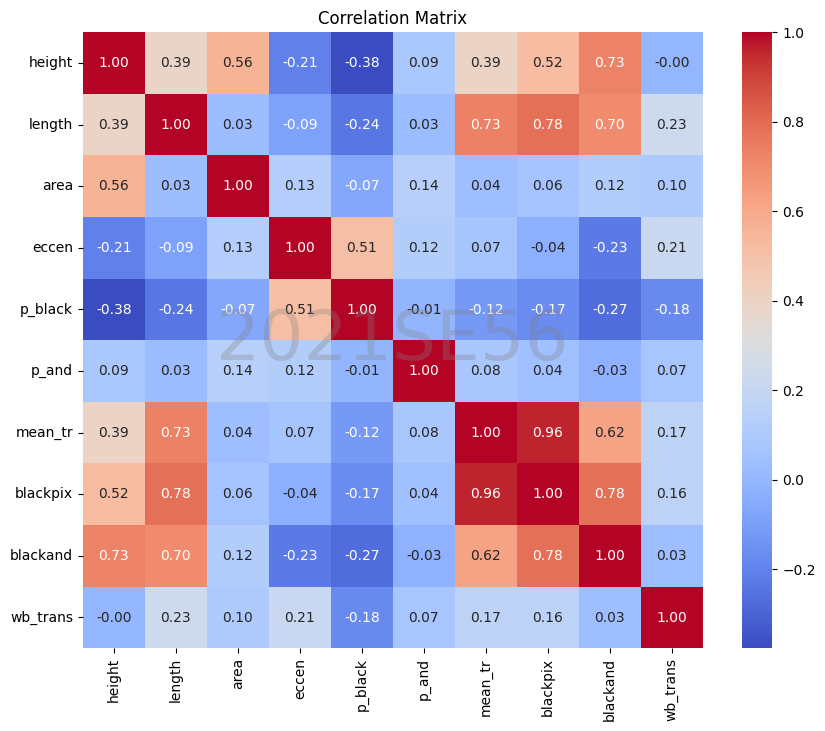 Correlation Matrix
height 1.00 0.39 0.56 -0.21 -0.38 0.09 0.39 0.52 0.73 -0.00
length 0.39 1.00 0.03 -0.09 -0.24 0.03 0.73 0.78 0.70 0.23
area 0.56 0.03 1.00 0.13 -0.07 0.14 0.04 0.06 0.12 0.10
eccen -0.21 -0.09 0.13 1.00 0.51 0.12 0.07 -0.04 -0.23 0.21
p_black -0.38 -0.24 -0.07 0.51 1.00 -0.01 -0.12 -0.17 -0.27 -0.18
2021SE56
p_and 0.09 0.03 0.14 0.12 -0.01 1.00 0.08 0.04 -0.03 0.07
mean_tr 0.39 0.73 0.04 0.07 -0.12 0.08 1.00 0.96 0.62 0.17
blackpix 0.52 0.78 0.06 -0.04 -0.17 0.04 0.96 1.00 0.78 0.16
blackand 0.73 0.70 0.12 -0.23 -0.27 -0.03 0.62 0.78 1.00 0.03
wb_trans -0.00 0.23 0.10 0.21 -0.18 0.07 0.17 0.16 0.03 1.00
height length area eccen p_black p_and mean_tr blackpix blackand wb_trans
1.0
0.8
0.6
0.4
0.2
0.0
−0.2